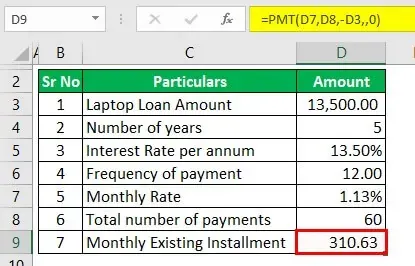 D9 fx =PMT(D7,D8,-D3,,0)
A B C D
2 Sr No Particulars Amount
3 1 Laptop Loan Amount 13,500.00
4 2 Number of years 5
5 3 Interest Rate per annum 13.50%
6 4 Frequency of payment 12.00
7 5 Monthly Rate 1.13%
8 6 Total number of payments 60
9 7 Monthly Existing Installment 310.63
10